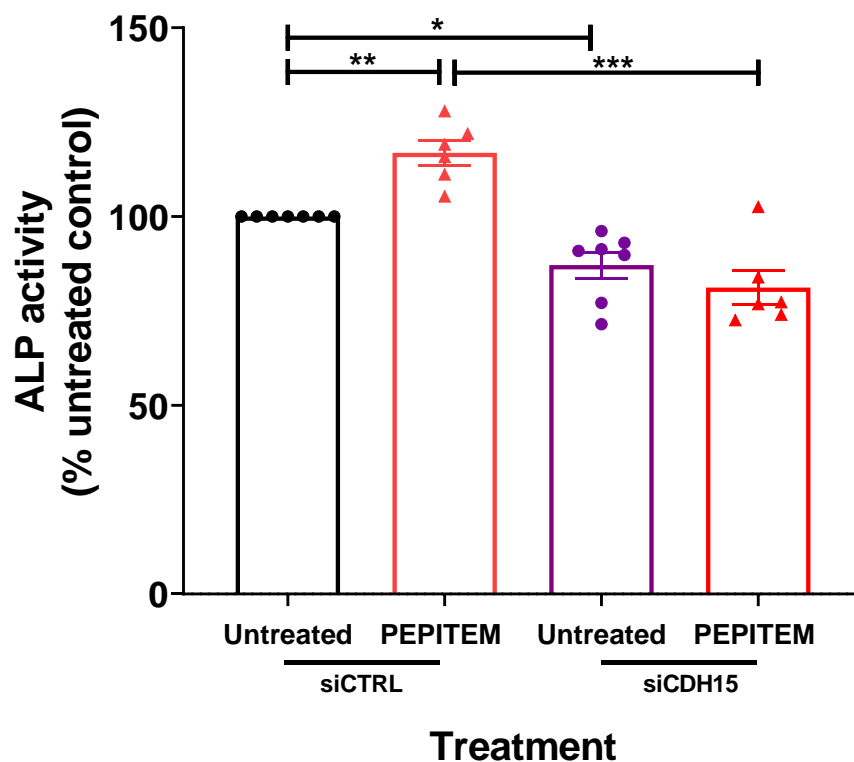 150
*
**
***
100
50
0
ALP activity
(% untreated control)
Untreated PEPITEM Untreated PEPITEM
siCTRL siCDH15
Treatment